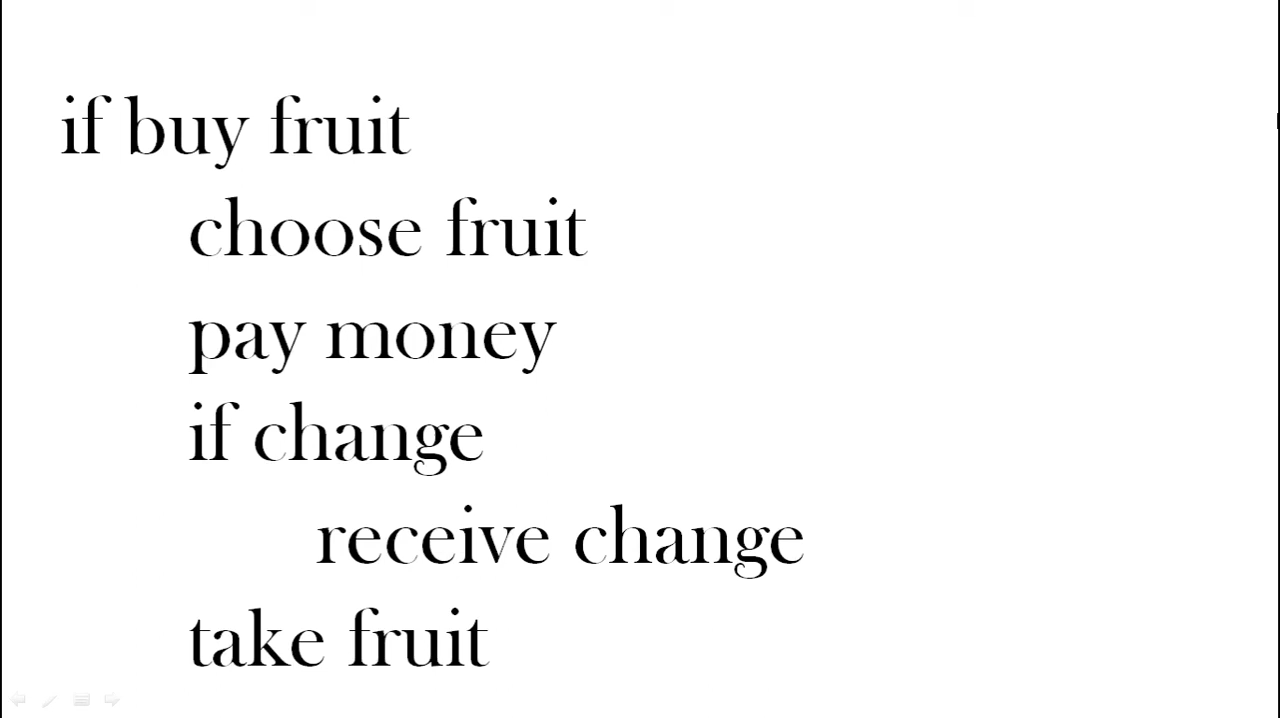 if buy fruit
choose fruit
pay money
if change
receive change
take fruit